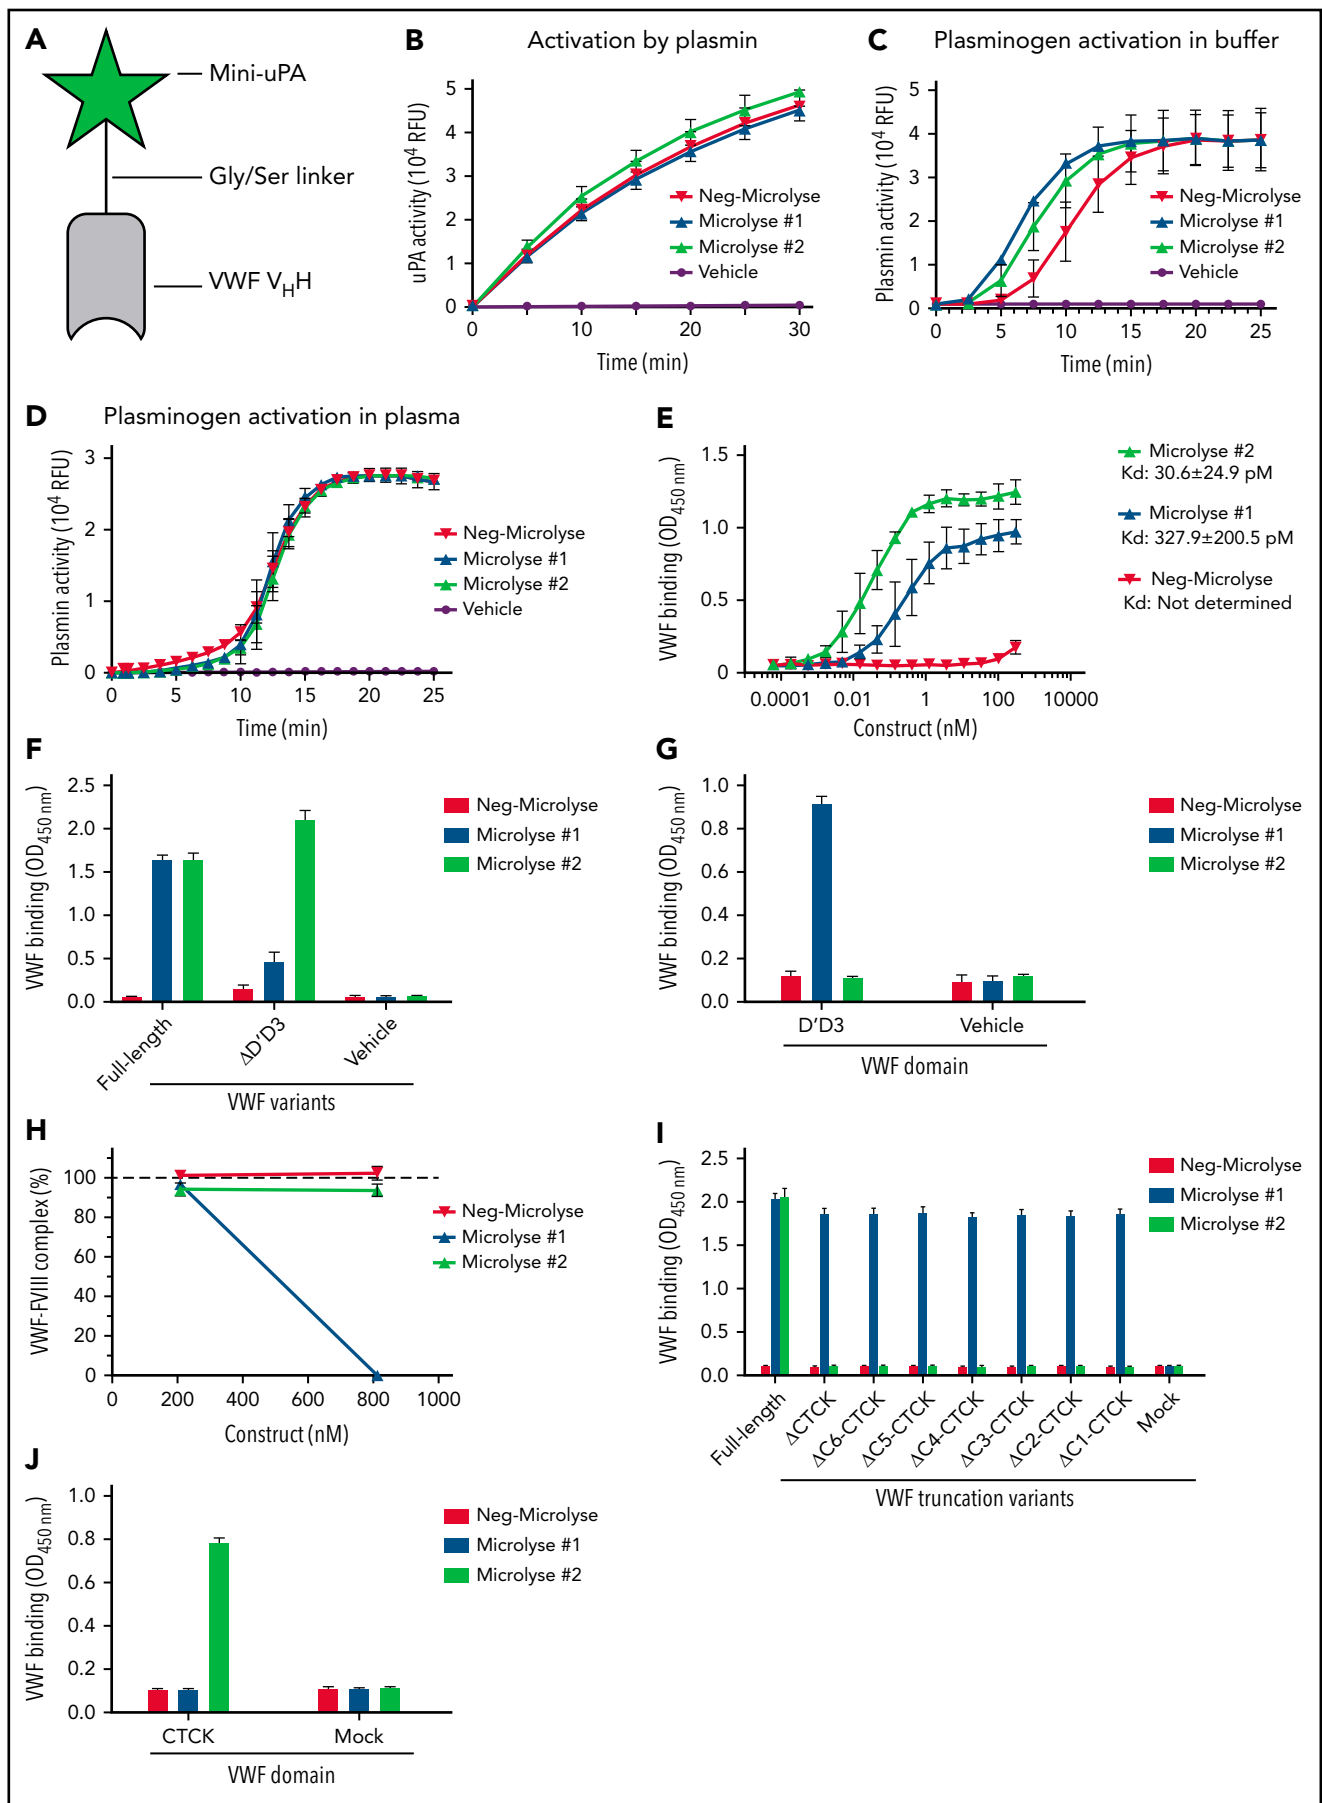 A
Mini-uPA
Gly/Ser linker
VWF VHH
B
Activation by plasmin
uPA activity (10⁴ RFU)
5
4
3
2
1
0
0 10 20 30
Time (min)
Neg-Microlyse
Microlyse #1
Microlyse #2
Vehicle
C
Plasminogen activation in buffer
Plasmin activity (10⁴ RFU)
5
4
3
2
1
0
0 5 10 15 20 25
Time (min)
Neg-Microlyse
Microlyse #1
Microlyse #2
Vehicle
D
Plasminogen activation in plasma
Plasmin activity (10⁴ RFU)
3
2
1
0
0 5 10 15 20 25
Time (min)
Neg-Microlyse
Microlyse #1
Microlyse #2
Vehicle
E
VWF binding (OD450 nm)
1.5
1.0
0.5
0
0.0001 0.01 1 100 10000
Construct (nM)
Microlyse #2
Kd: 30.6±24.9 pM
Microlyse #1
Kd: 327.9±200.5 pM
Neg-Microlyse
Kd: Not determined
F
VWF binding (OD450 nm)
2.5
2.0
1.5
1.0
0.5
0.0
Full-length
ΔD'D3
Vehicle
VWF variants
Neg-Microlyse
Microlyse #1
Microlyse #2
G
VWF binding (OD450 nm)
1.0
0.8
0.6
0.4
0.2
0.0
D'D3 Vehicle
VWF domain
Neg-Microlyse
Microlyse #1
Microlyse #2
H
VWF-FVIII complex (%)
100
80
60
40
20
0
0 200 400 600 800 1000
Construct (nM)
Neg-Microlyse
Microlyse #1
Microlyse #2
I
VWF binding (OD450 nm)
2.5
2.0
1.5
1.0
0.5
0.0
Full-length
ΔCTCK
ΔC6-CTCK
ΔC5-CTCK
ΔC4-CTCK
ΔC3-CTCK
ΔC2-CTCK
ΔC1-CTCK
Mock
VWF truncation variants
Neg-Microlyse
Microlyse #1
Microlyse #2
J
VWF binding (OD450 nm)
1.0
0.8
0.6
0.4
0.2
0.0
CTCK Mock
VWF domain
Neg-Microlyse
Microlyse #1
Microlyse #2